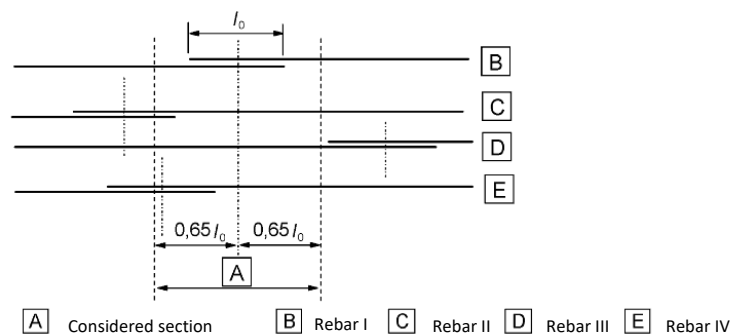 l₀
B
C
D
E
0,65 l₀ 0,65 l₀
A
A Considered section B Rebar I C Rebar II D Rebar III E Rebar IV